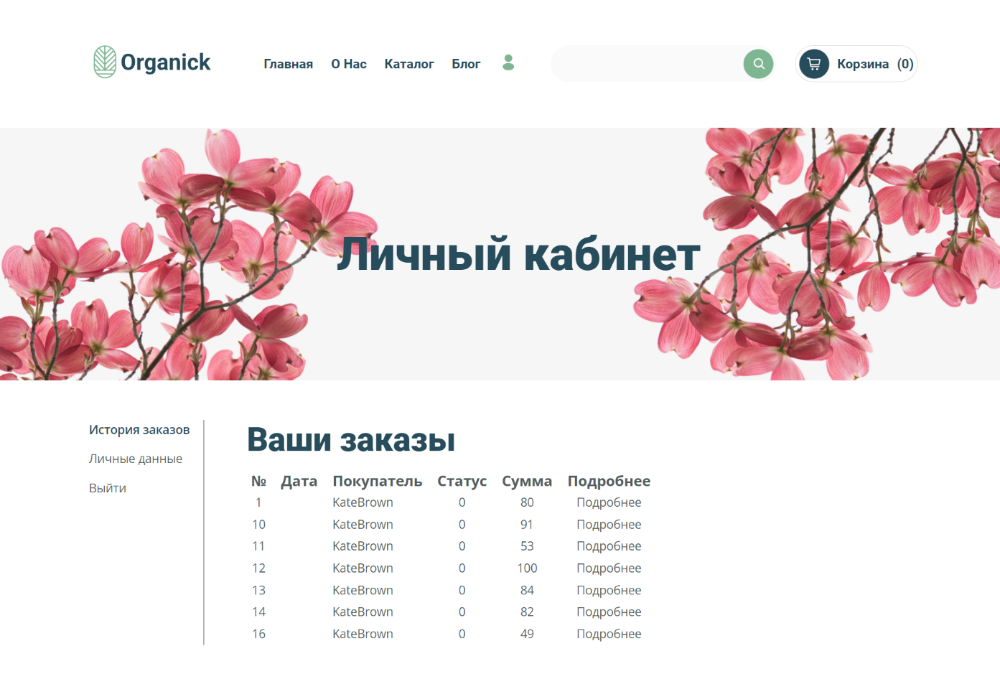 Organick Главная О Нас Каталог Блог Корзина (0)
Личный кабинет
История заказов
Личные данные
Выйти
Ваши заказы
№ Дата Покупатель Статус Сумма Подробнее
1 KateBrown 0 80 Подробнее
10 KateBrown 0 91 Подробнее
11 KateBrown 0 53 Подробнее
12 KateBrown 0 100 Подробнее
13 KateBrown 0 84 Подробнее
14 KateBrown 0 82 Подробнее
16 KateBrown 0 49 Подробнее